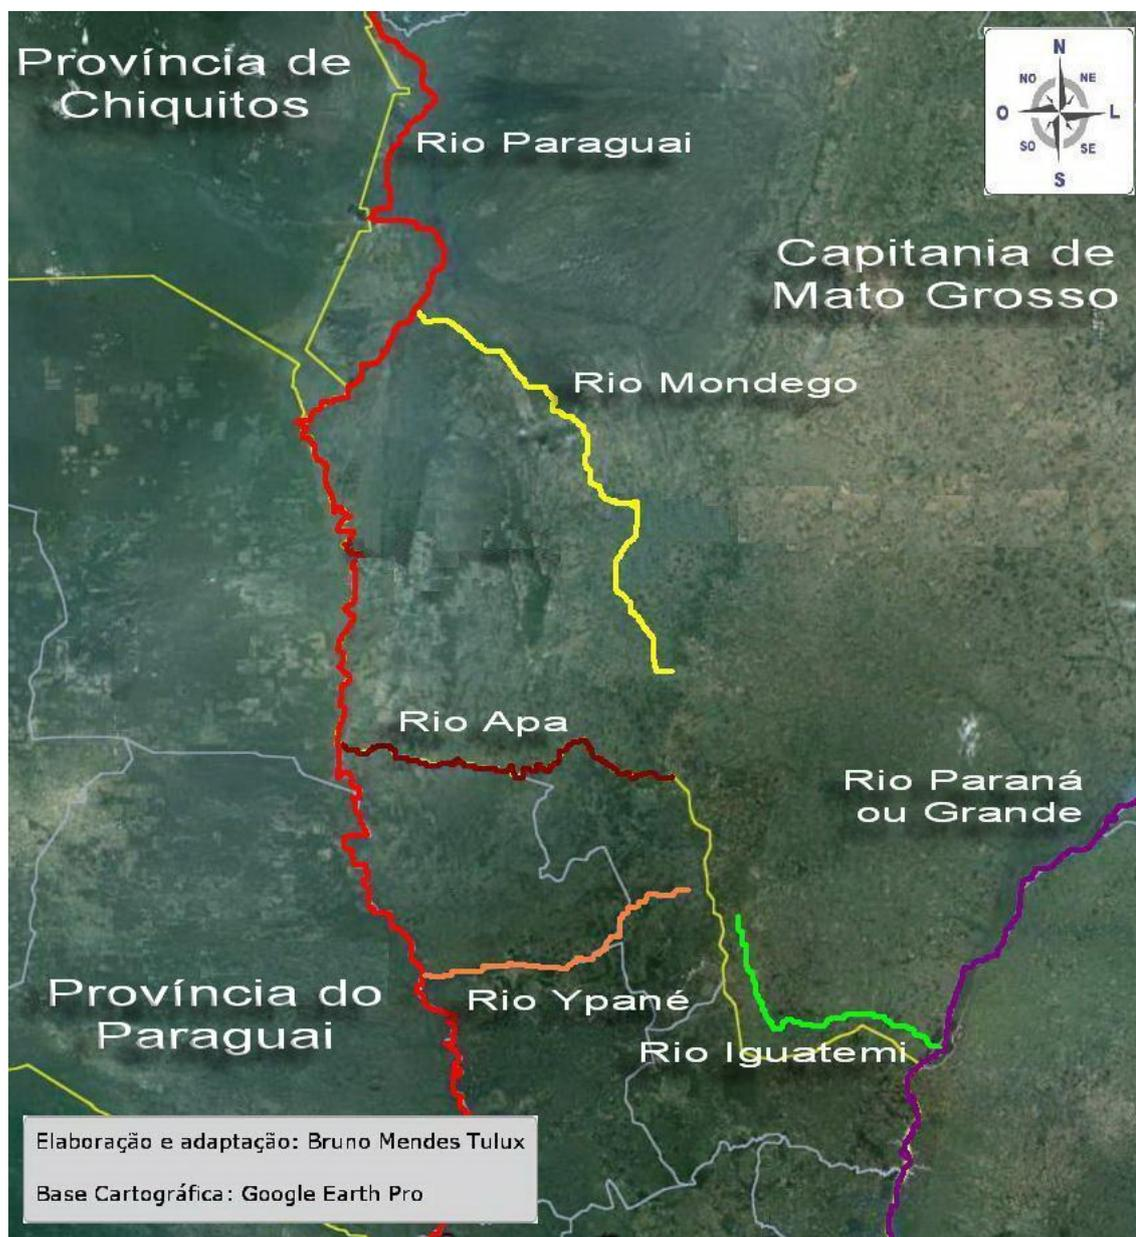 Província de
Chiquitos
Rio Paraguai
N
NO
NE
O
L
SO
SE
S
Capitania de
Mato Grosso
Rio Mondego
Rio Apa
Rio Paraná
ou Grande
Província do
Paraguai
Rio Ypané
Rio Iguatemi
Elaboração e adaptação: Bruno Mendes Tulux
Base Cartográfica: Google Earth Pro